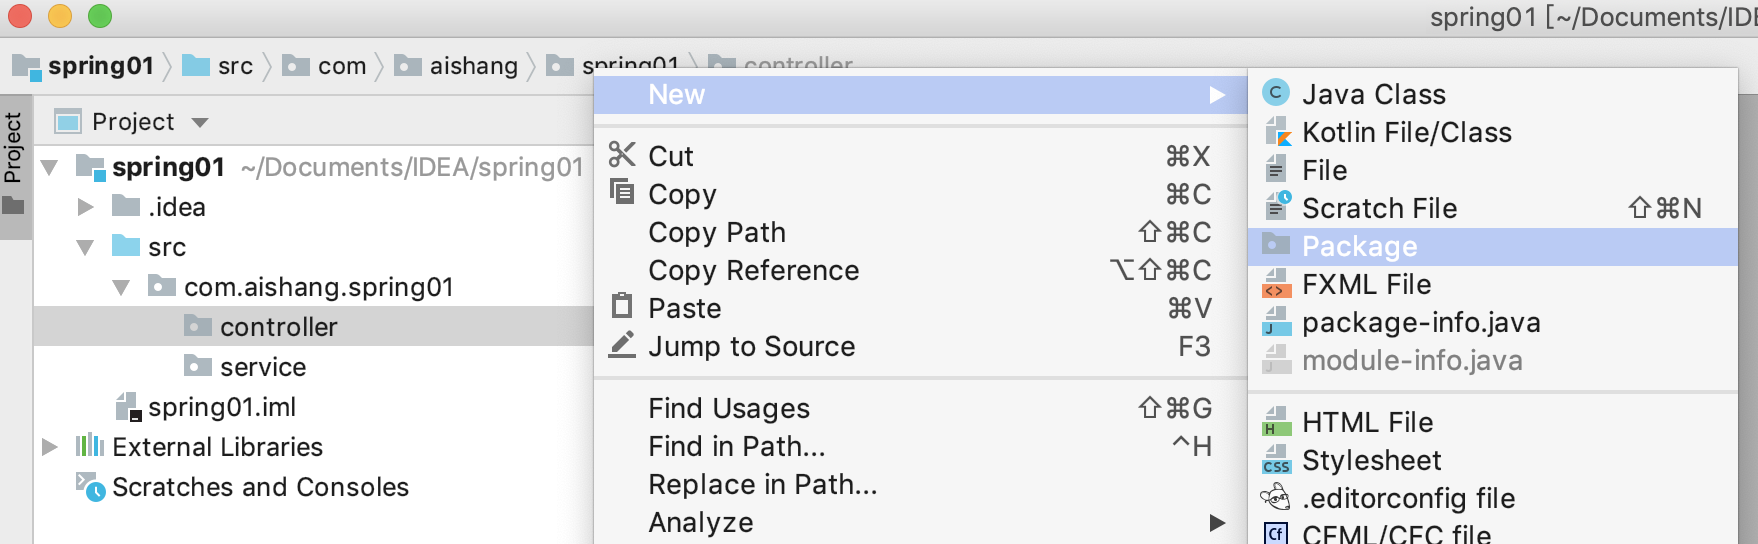 spring01 [~/Documents/IDE
spring01 src com aishang spring01 controller
Project
Project
spring01 ~/Documents/IDEA/spring01
.idea
src
com.aishang.spring01
controller
service
spring01.iml
External Libraries
Scratches and Consoles
New
Cut ⌘X
Copy ⌘C
Copy Path ⇧⌘C
Copy Reference ⌥⇧⌘C
Paste ⌘V
Jump to Source F3
Find Usages ⇧⌘G
Find in Path... ^H
Replace in Path...
Analyze
Java Class
Kotlin File/Class
File
Scratch File ⇧⌘N
Package
FXML File
package-info.java
module-info.java
HTML File
Stylesheet
.editorconfig file
CFML/CFC file